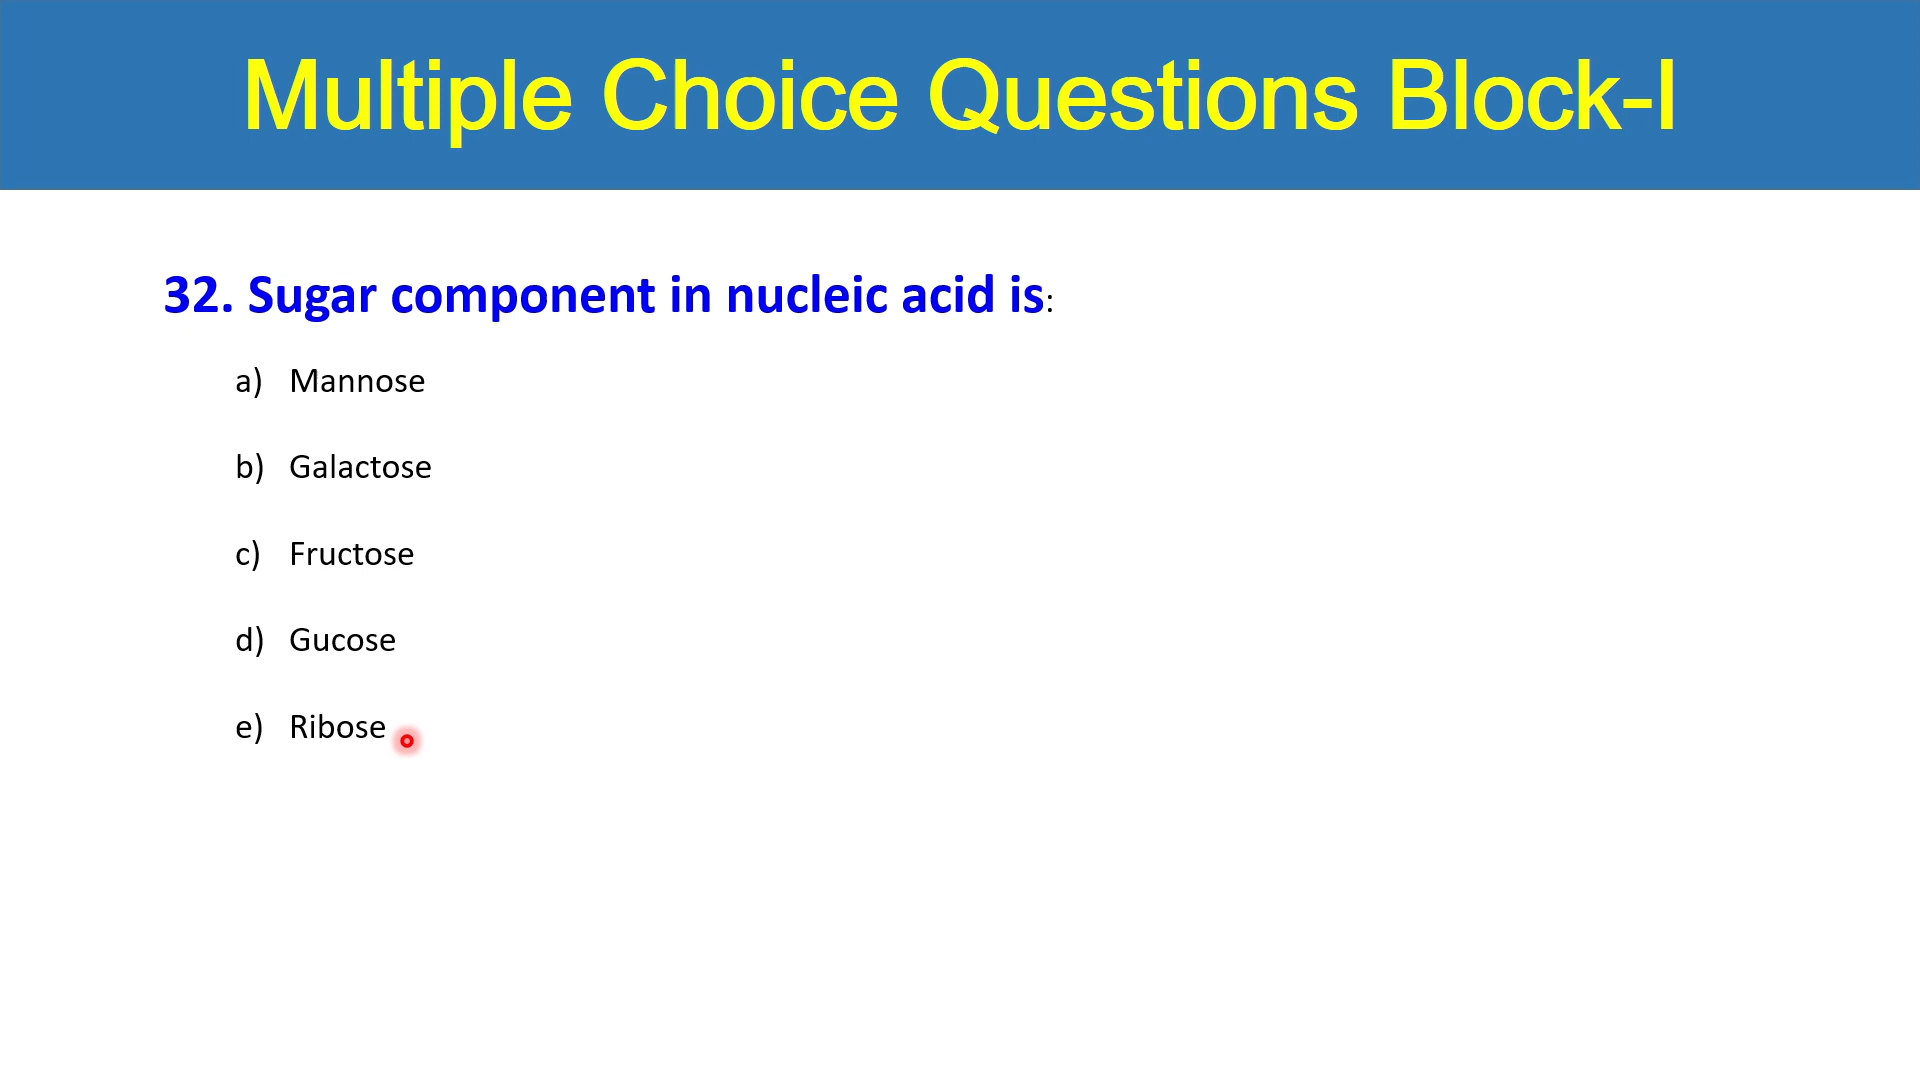 Multiple Choice Questions Block-I
32. Sugar component in nucleic acid is:
a) Mannose
b) Galactose
c) Fructose
d) Gucose
e) Ribose